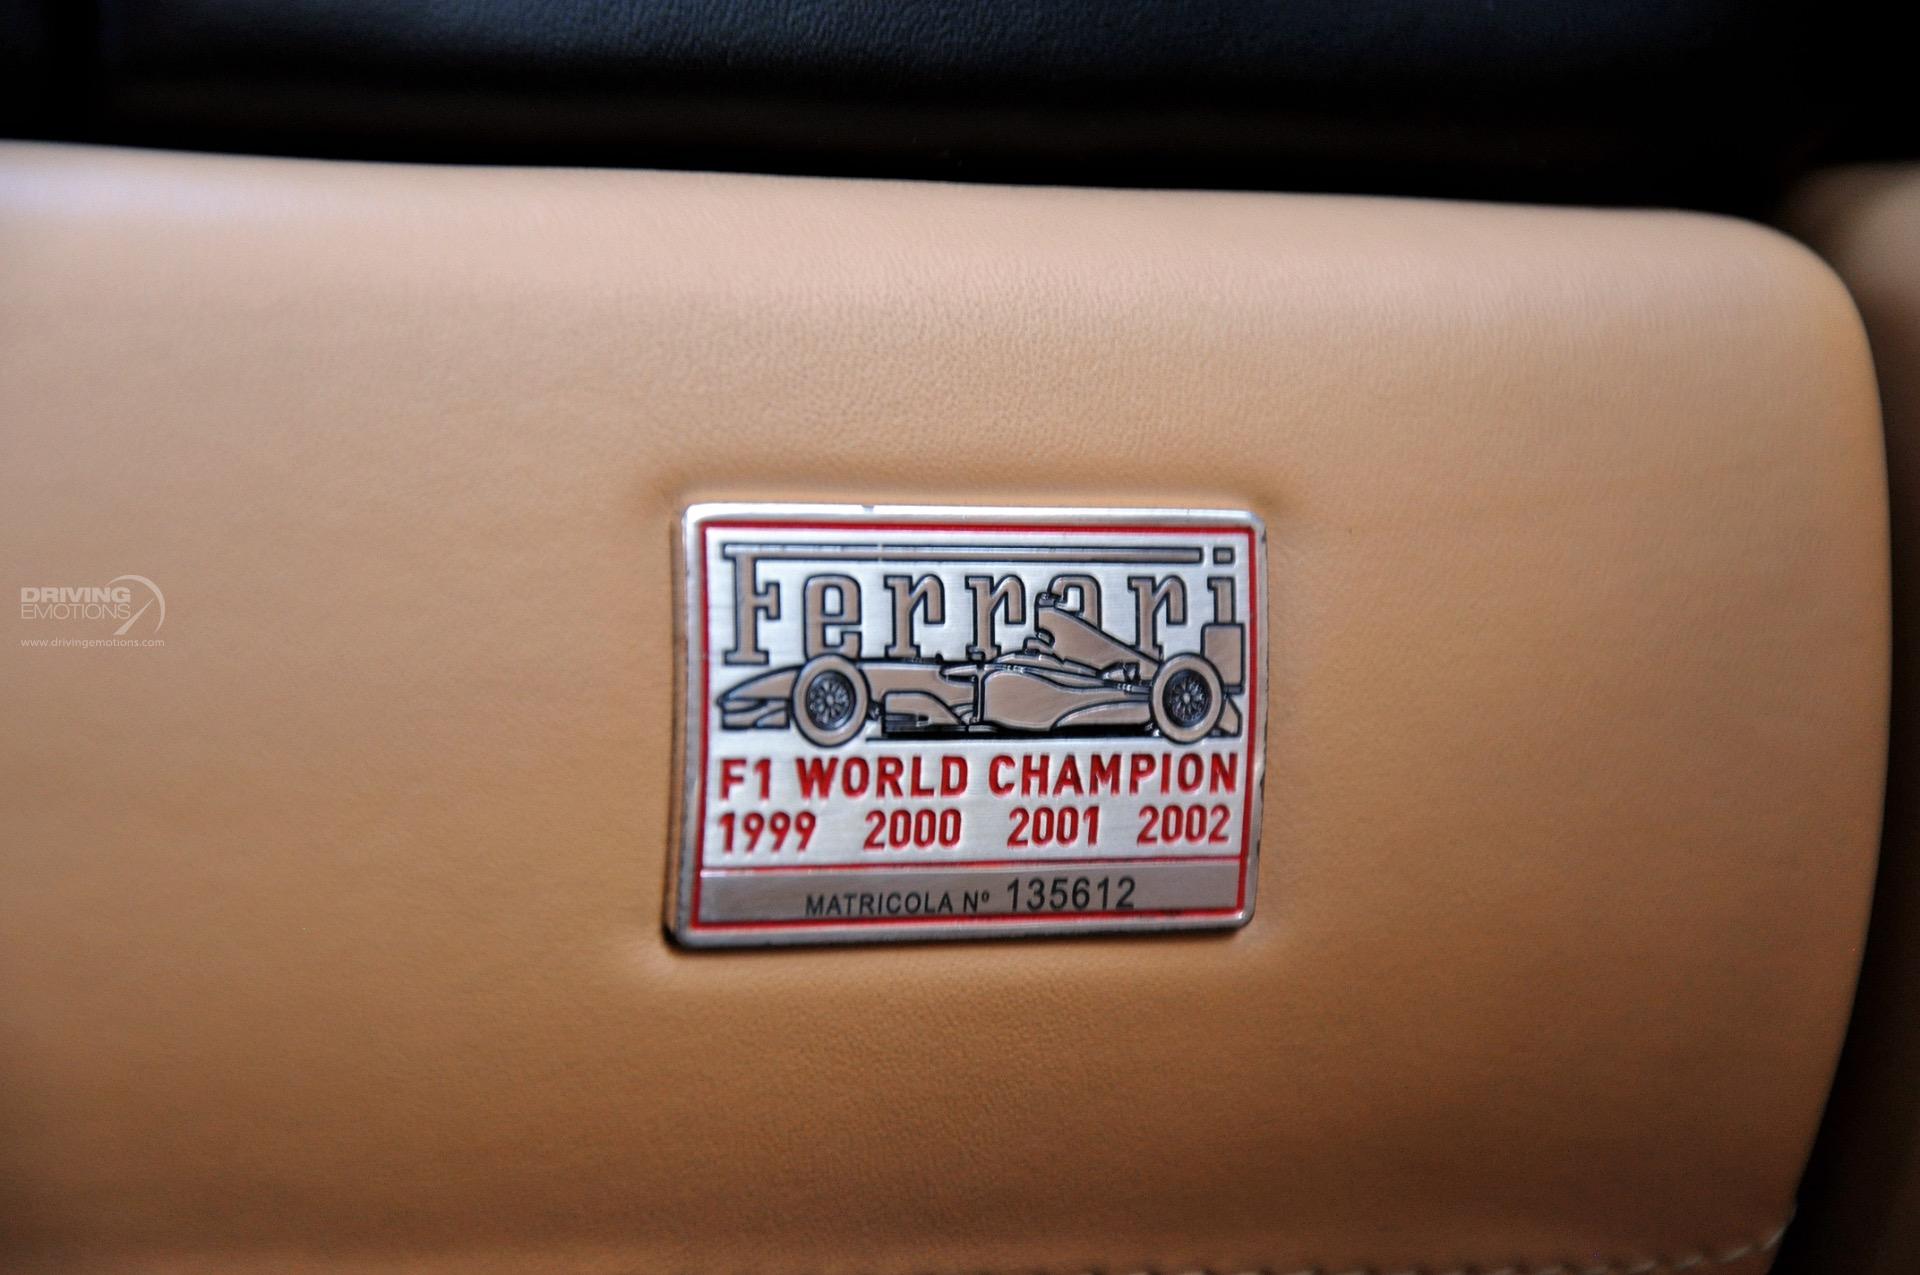 DRIVING
EMOTIONS
www.drivingemotions.com
Ferrari
F1 WORLD CHAMPION
1999 2000 2001 2002
MATRICOLA Nº 135612